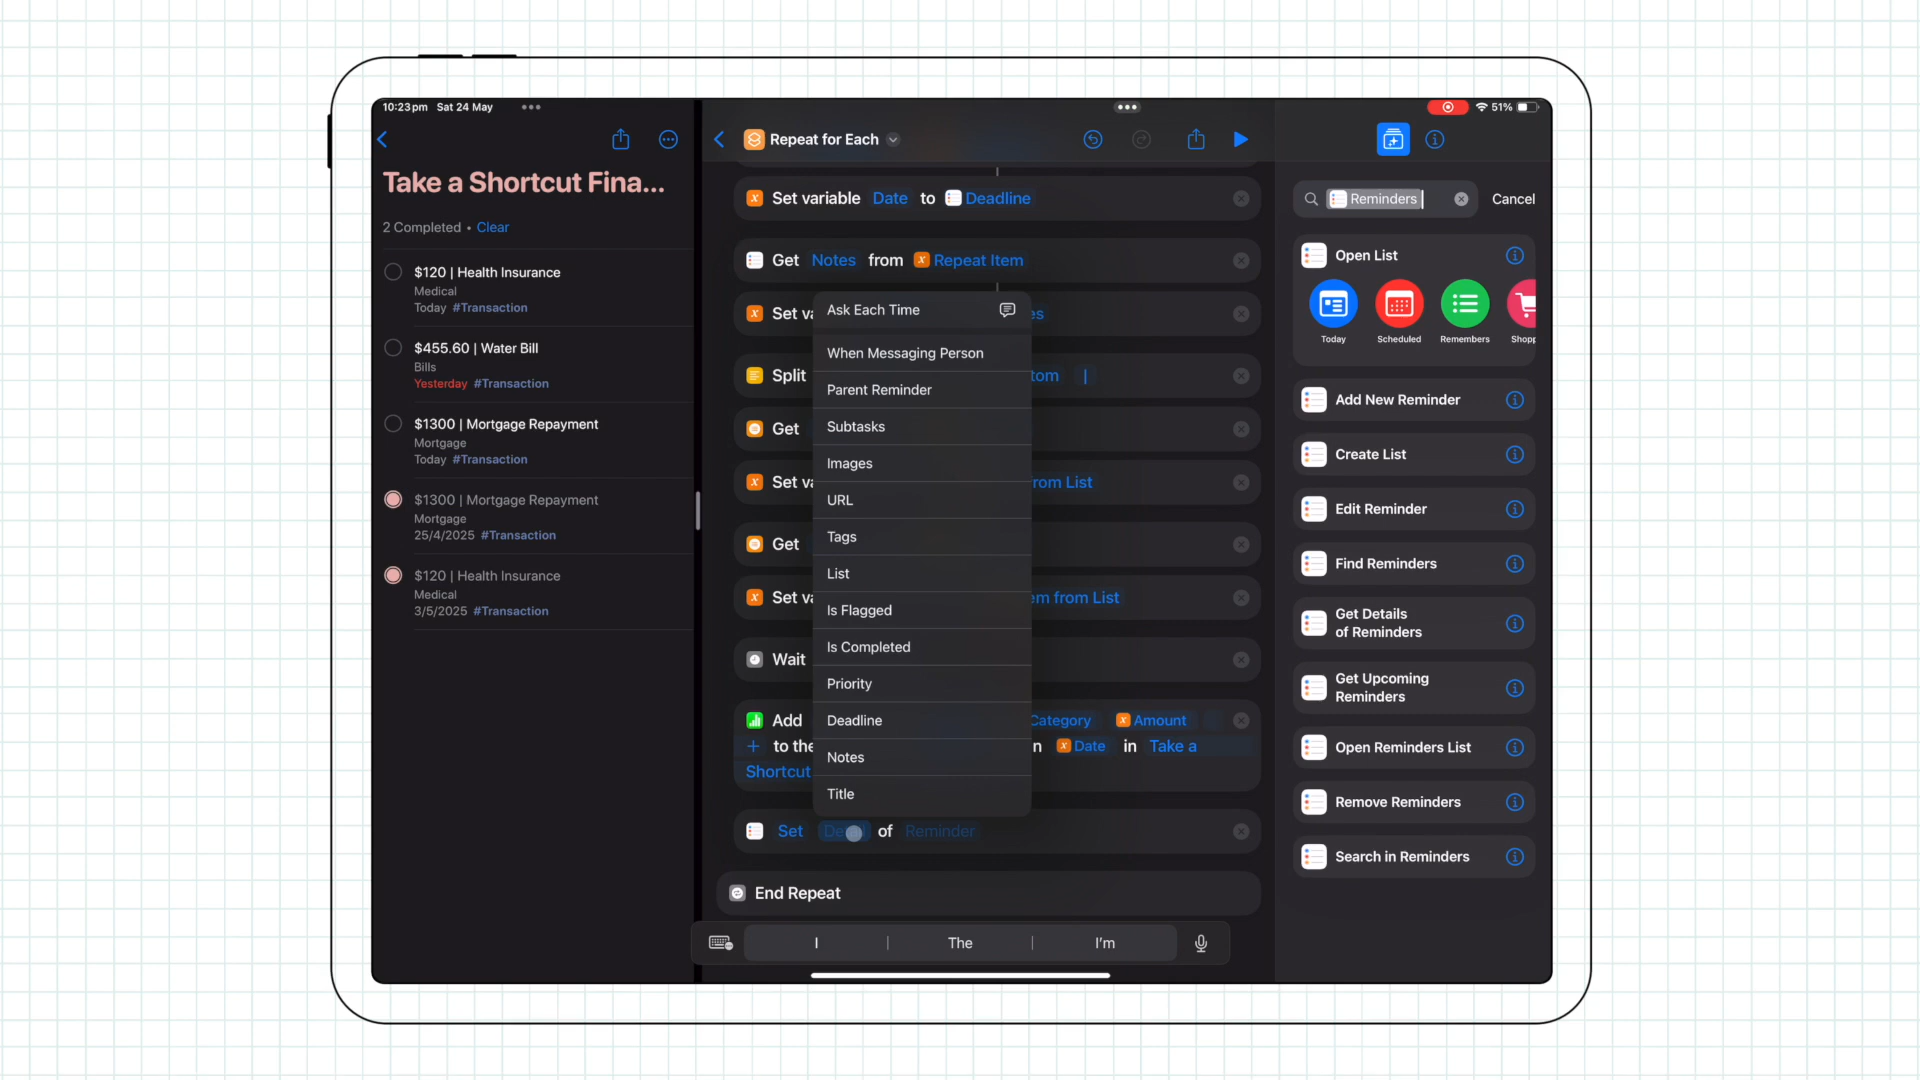 10:23 pm Sat 24 May
51%
Take a Shortcut Fina...
2 Completed • Clear
$120 | Health Insurance
Medical
Today #Transaction
$455.60 | Water Bill
Bills
Yesterday #Transaction
$1300 | Mortgage Repayment
Mortgage
Today #Transaction
$1300 | Mortgage Repayment
Mortgage
25/4/2025 #Transaction
$120 | Health Insurance
Medical
3/5/2025 #Transaction
Repeat for Each
Set variable Date to Deadline
Get Notes from Repeat Item
Set va es
Split tom |
Get
Set va rom List
Get
Set va em from List
Wait
Add Category Amount
+ to the n Date in Take a
Shortcut
Set of Reminder
End Repeat
Ask Each Time
When Messaging Person
Parent Reminder
Subtasks
Images
URL
Tags
List
Is Flagged
Is Completed
Priority
Deadline
Notes
Title
I | The | I'm
Reminders Cancel
Open List
Today Scheduled Remembers Shopp
Add New Reminder
Create List
Edit Reminder
Find Reminders
Get Details
of Reminders
Get Upcoming
Reminders
Open Reminders List
Remove Reminders
Search in Reminders